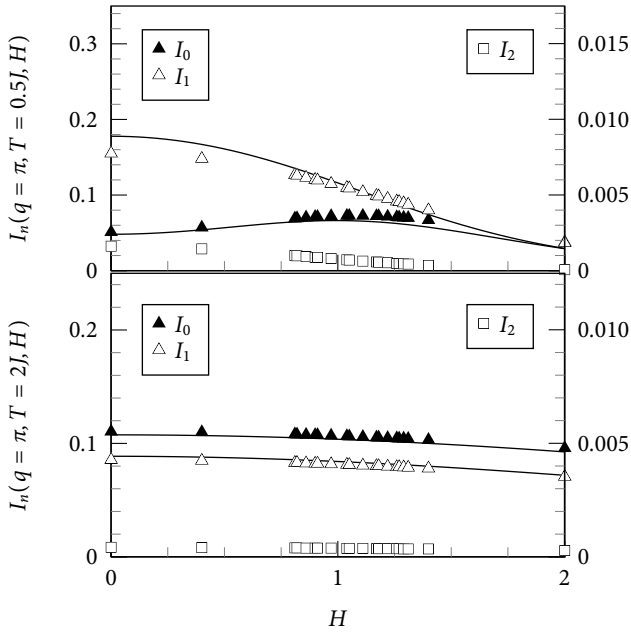 I_n(q = π, T = 0.5J, H)
0.3
0.2
0.1
0
I_0
I_1
I_2
0.015
0.010
0.005
0
I_n(q = π, T = 2J, H)
0.2
0.1
0
I_0
I_1
I_2
0.010
0.005
0
0 1 2
H